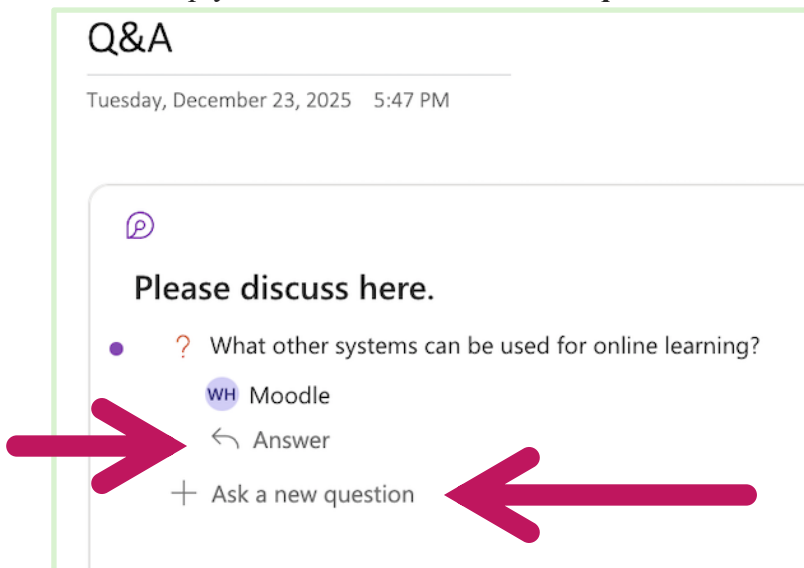 Q&A
Tuesday, December 23, 2025 5:47 PM
Please discuss here.
? What other systems can be used for online learning?
WH Moodle
Answer
+ Ask a new question